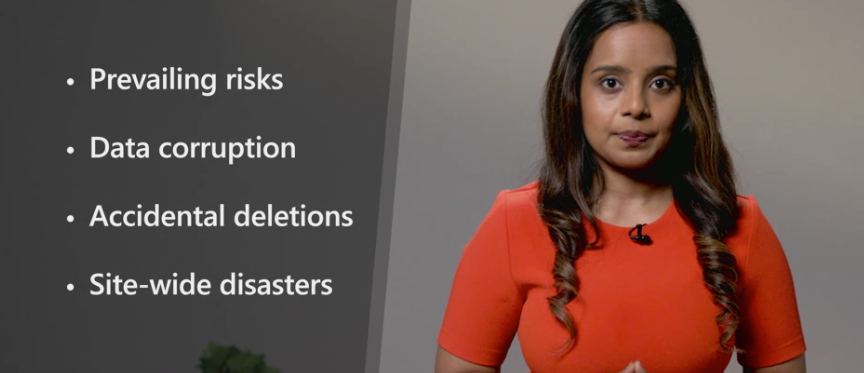 • Prevailing risks
• Data corruption
• Accidental deletions
• Site-wide disasters